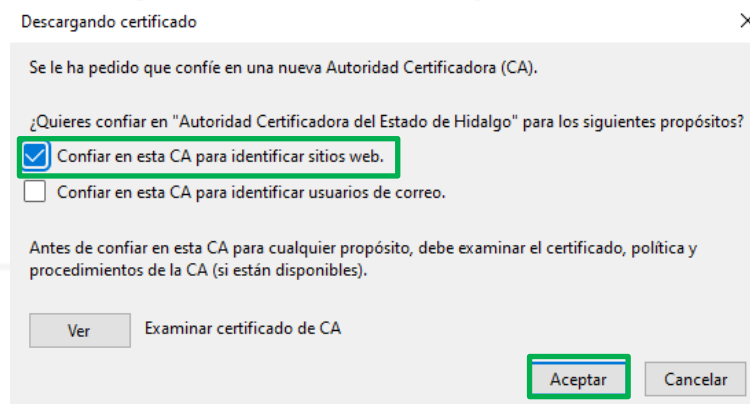 Descargando certificado
Se le ha pedido que confíe en una nueva Autoridad Certificadora (CA).
¿Quieres confiar en "Autoridad Certificadora del Estado de Hidalgo" para los siguientes propósitos?
Confiar en esta CA para identificar sitios web.
Confiar en esta CA para identificar usuarios de correo.
Antes de confiar en esta CA para cualquier propósito, debe examinar el certificado, política y
procedimientos de la CA (si están disponibles).
Ver Examinar certificado de CA
Aceptar Cancelar